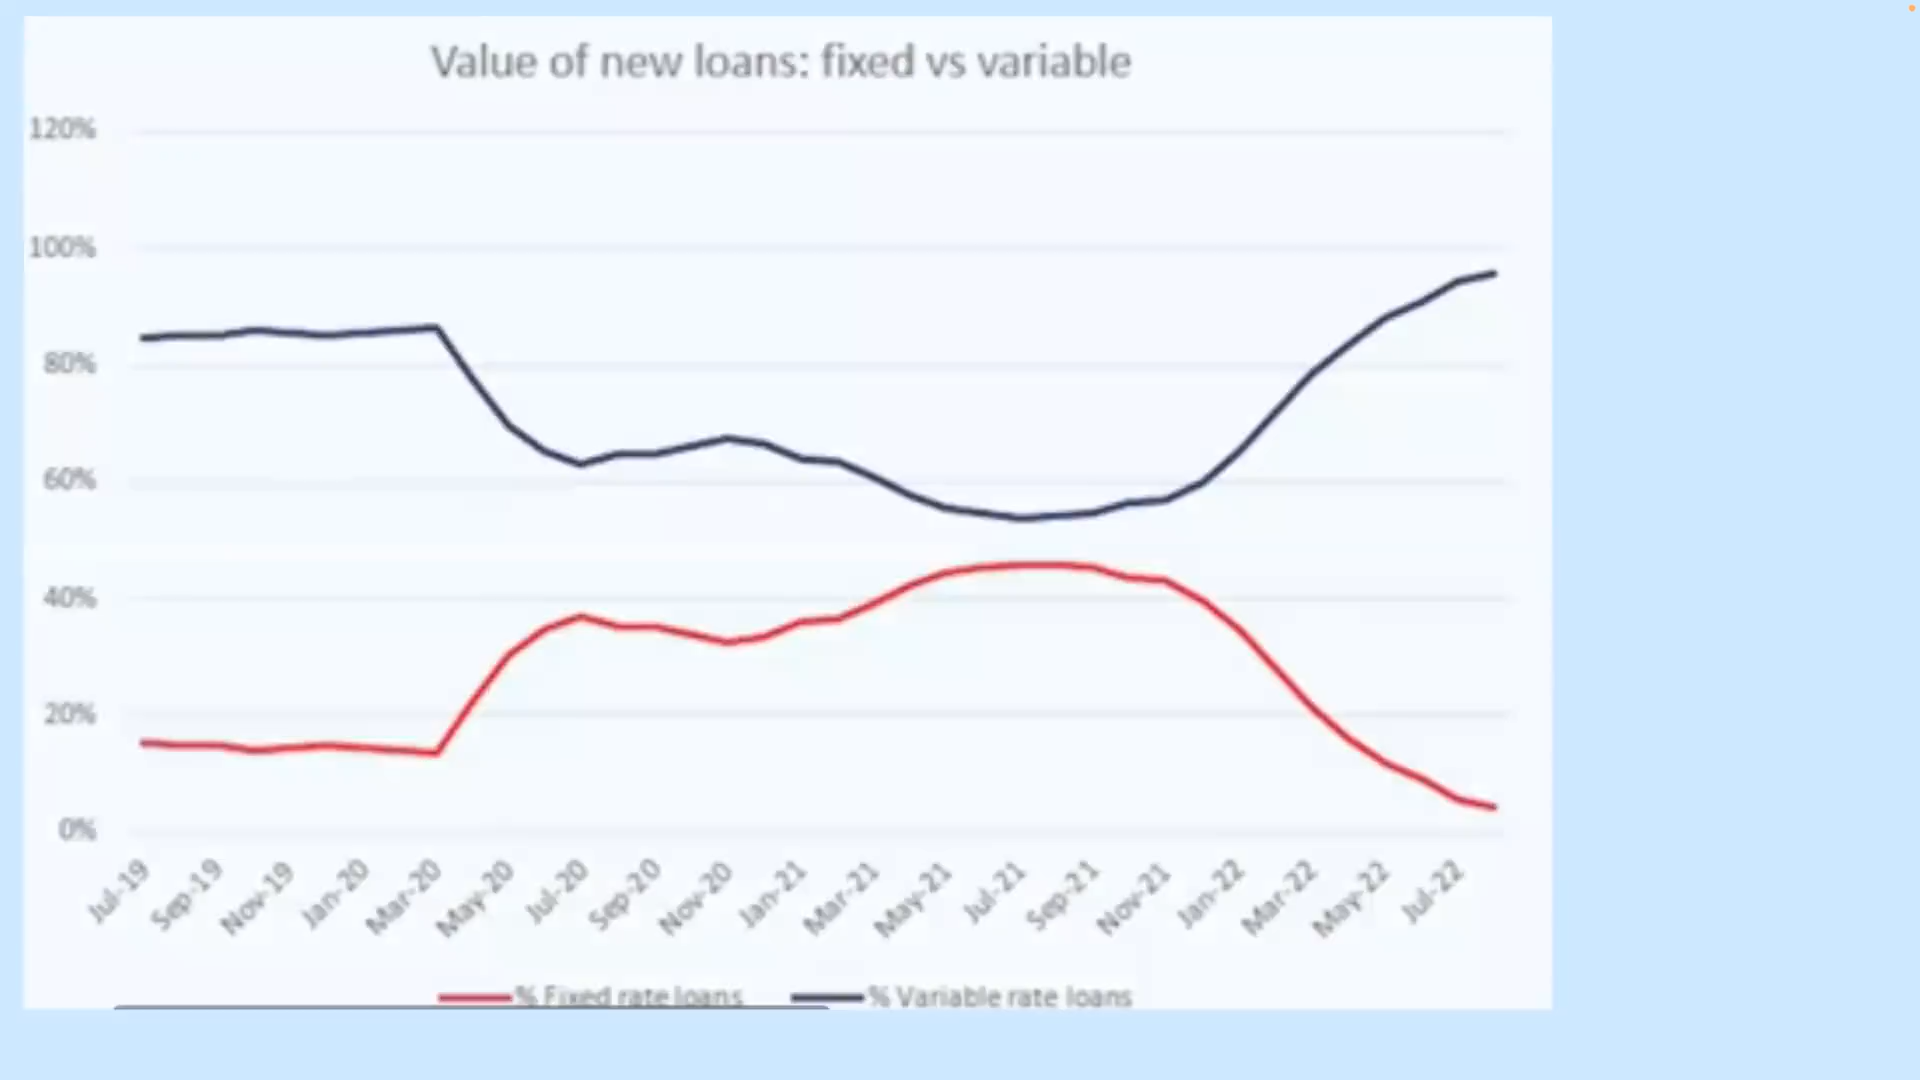 Value of new loans: fixed vs variable
120%
100%
80%
60%
40%
20%
0%
Jul-19 Sep-19 Nov-19 Jan-20 Mar-20 May-20 Jul-20 Sep-20 Nov-20 Jan-21 Mar-21 May-21 Jul-21 Sep-21 Nov-21 Jan-22 Mar-22 May-22 Jul-22
% Fixed rate loans % Variable rate loans